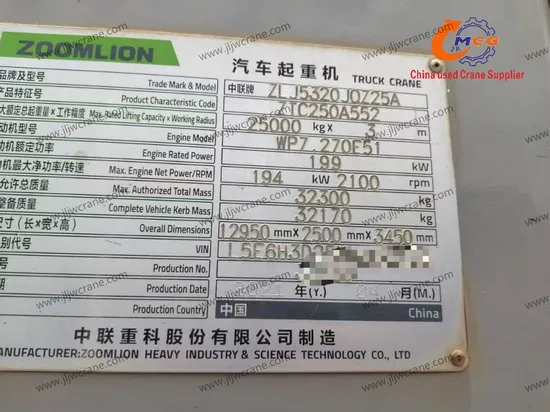 ZOOMLION
汽车起重机 TRUCK CRANE
MCG
China Used Crane Supplier
品牌及型号 Trade Mark & Model 中联牌 ZLJ5320JQZ25A
产品特征号 Product Characteristic Code ZTC250A552
大额定总起重量×工作幅度 Max. Rated Lifting Capacity × Working Radius 25000 kg × 3 m
动机型号 Engine Model WP7.270E51
动机额定功率 Engine Rated Power 199 kW
机最大净功率/转速 Max. Engine Net Power/RPM 194 kW 2100 rpm
允许总质量 Max. Authorized Total Mass 32300 kg
整备质量 Complete Vehicle Kerb Mass 32170 kg
尺寸(长×宽×高) Overall Dimensions 12950 mm× 2500 mm× 3450 mm
别代号 VIN L5E6H3D
号 Production No.
期 Production Date 年(Y.) 月(M.)
Production Country 中国 China
中联重科股份有限公司制造
MANUFACTURER:ZOOMLION HEAVY INDUSTRY & SCIENCE TECHNOLOGY CO., LTD
www.jljwcrane.com